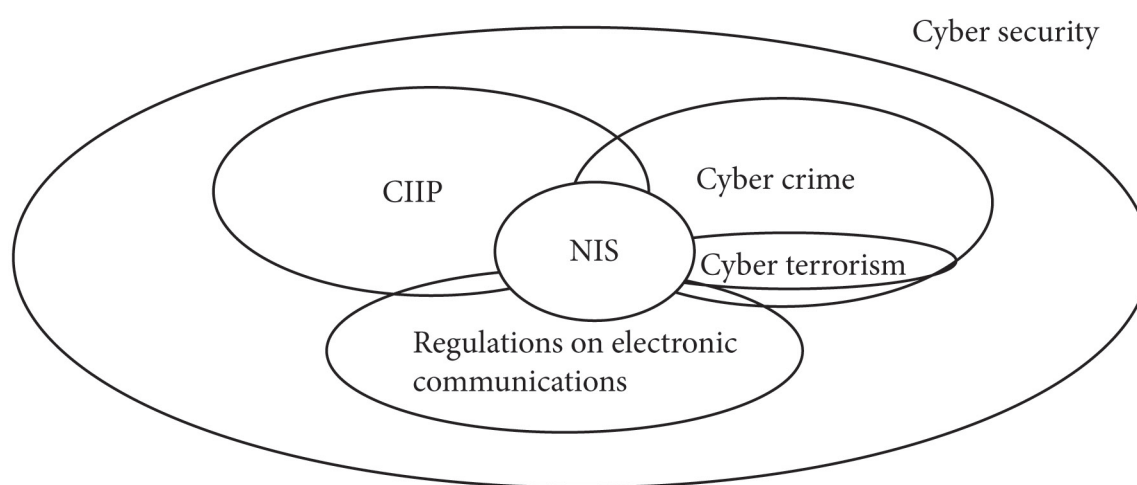 Cyber security
CIIP
Cyber crime
NIS
Cyber terrorism
Regulations on electronic
communications